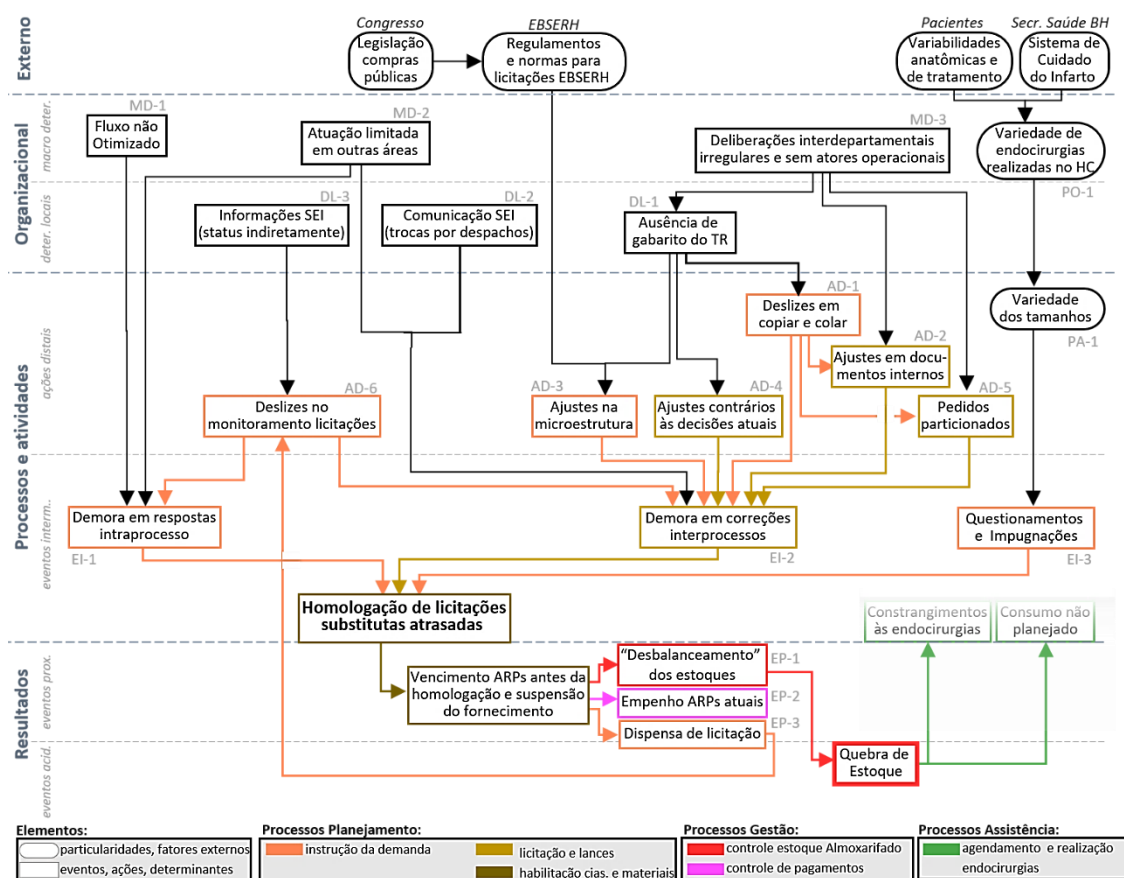 Externo
Congresso
EBSERH
Pacientes
Secr. Saúde BH
Legislação
compras
públicas
Regulamentos
e normas para
licitações EBSERH
Variabilidades
anatômicas e
de tratamento
Sistema de
Cuidado
do Infarto
Organizacional
macro deter.
MD-1
Fluxo não
Otimizado
MD-2
Atuação limitada
em outras áreas
MD-3
Deliberações interdepartamentais
irregulares e sem atores operacionais
Variedade de
endocirurgias
realizadas no HC
PO-1
deter. locais
DL-3
Informações SEI
(status indiretamente)
DL-2
Comunicação SEI
(trocas por despachos)
DL-1
Ausência de
gabarito do TR
Processos e atividades
ações distais
AD-1
Deslizes em
copiar e colar
Variedade
dos tamanhos
PA-1
AD-2
Ajustes em docu-
mentos internos
AD-6
Deslizes no
monitoramento licitações
AD-3
Ajustes na
microestrutura
AD-4
Ajustes contrários
às decisões atuais
AD-5
Pedidos
particionados
eventos interm..
Demora em respostas
intraprocesso
EI-1
Demora em correções
interprocessos
EI-2
Questionamentos
e Impugnações
EI-3
Homologação de licitações
substitutas atrasadas
Constrangimentos
às endocirurgias
Consumo não
planejado
Resultados
eventos prox.
Vencimento ARPs antes da
homologação e suspensão
do fornecimento
“Desbalanceamento”
dos estoques
EP-1
Empenho ARPs atuais
EP-2
Dispensa de licitação
EP-3
eventos acid.
Quebra de
Estoque
Elementos:
particularidades, fatores externos
eventos, ações, determinantes
Processos Planejamento:
instrução da demanda
licitação e lances
habilitação cias. e materiais
Processos Gestão:
controle estoque Almoxarifado
controle de pagamentos
Processos Assistência:
agendamento e realização
endocirurgias